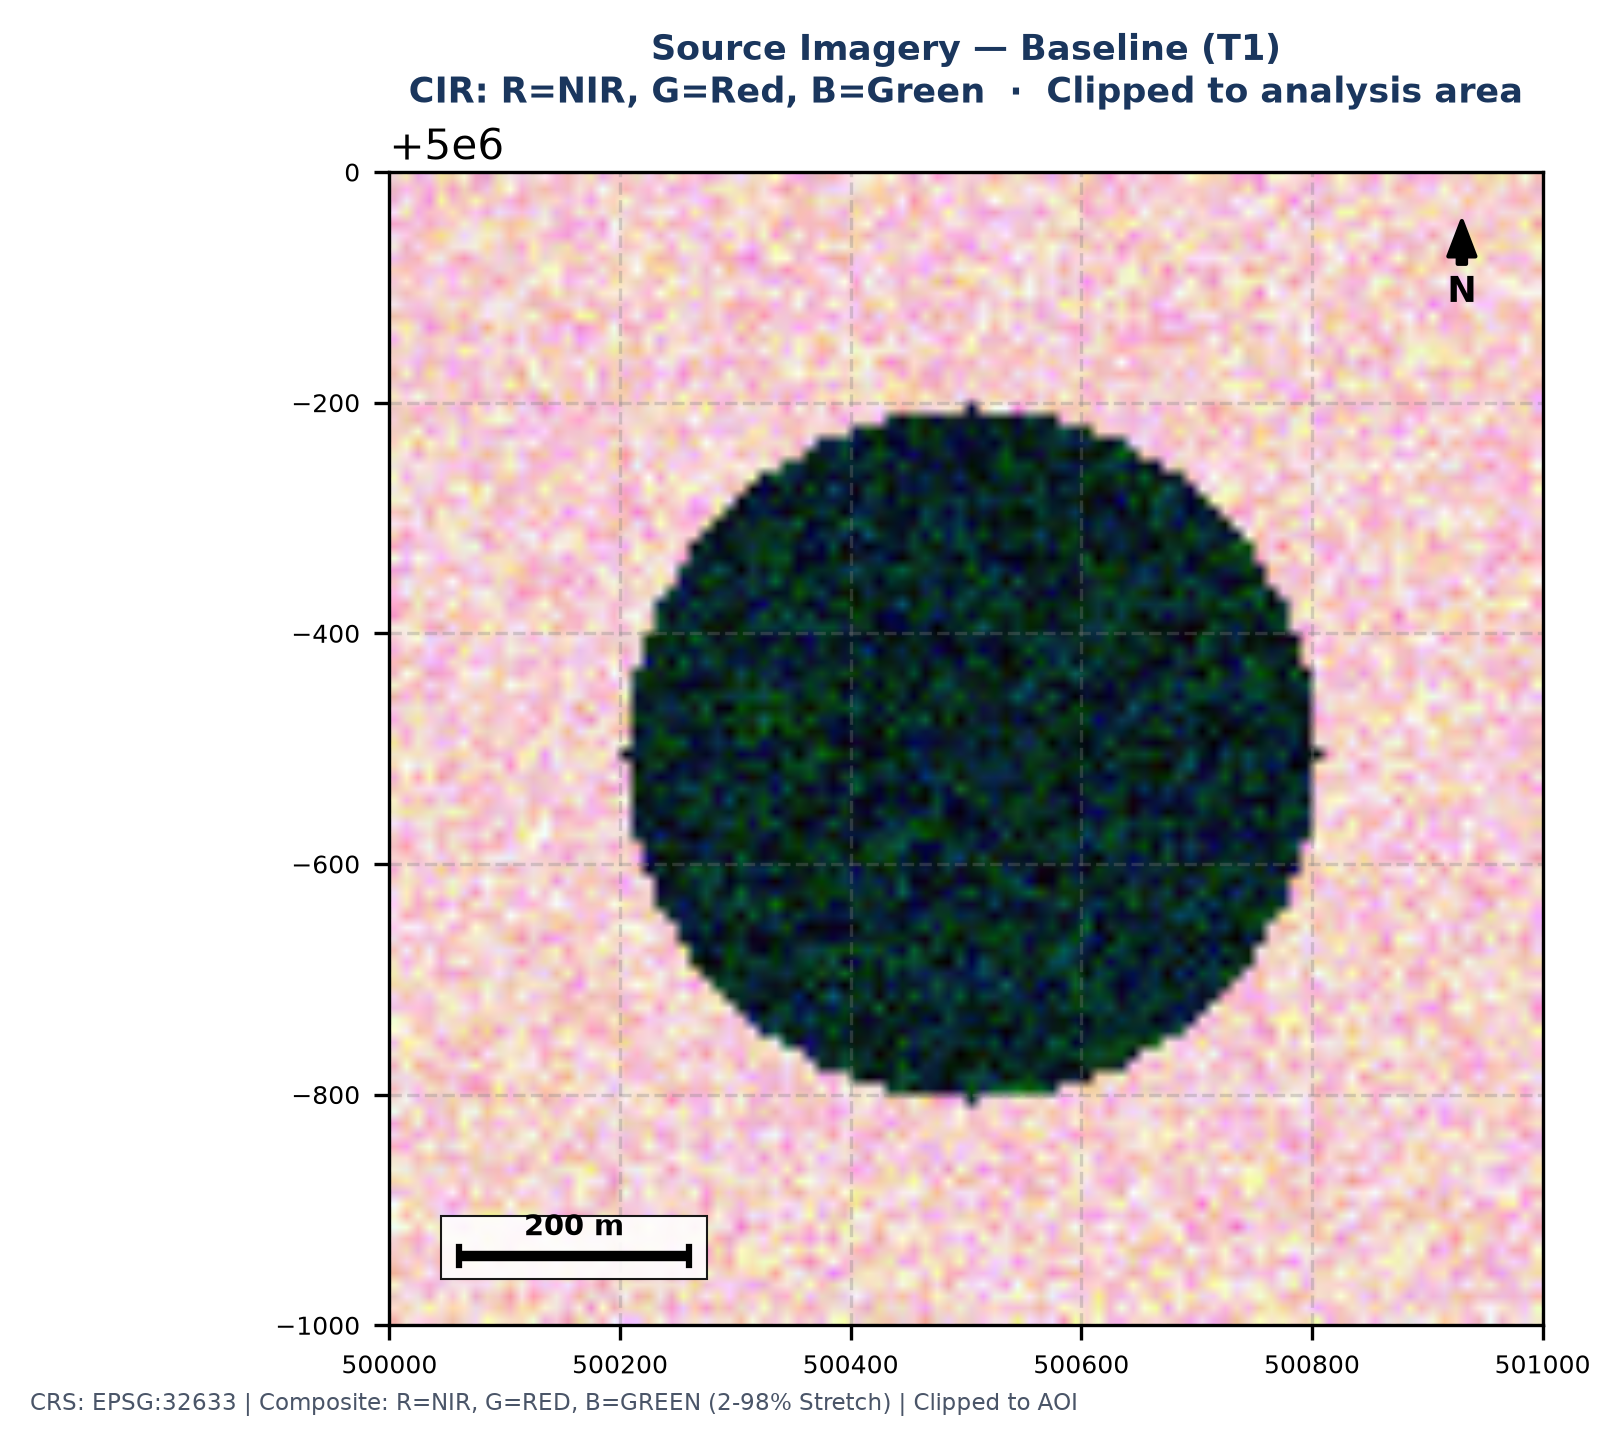 Source Imagery — Baseline (T1)
CIR: R=NIR, G=Red, B=Green · Clipped to analysis area
+5e6
0
−200
−400
−600
−800
−1000
N
200 m
500000 500200 500400 500600 500800 501000
CRS: EPSG:32633 | Composite: R=NIR, G=RED, B=GREEN (2-98% Stretch) | Clipped to AOI